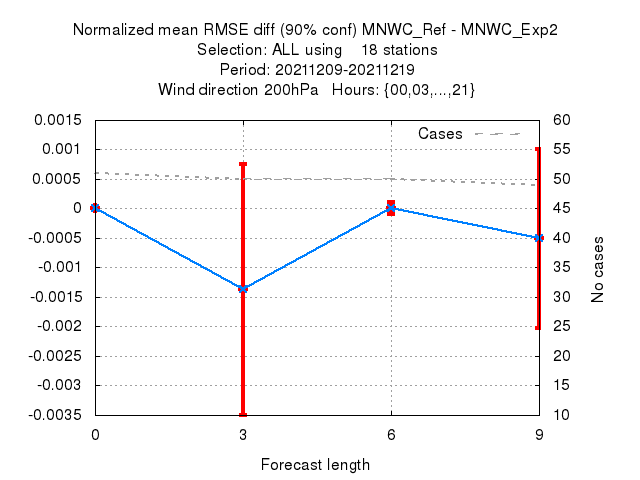 Normalized mean RMSE diff (90% conf) MNWC_Ref - MNWC_Exp2
Selection: ALL using    18 stations
Period: 20211209-20211219
Wind direction 200hPa   Hours: {00,03,...,21}
Cases
0.0015
0.001
0.0005
0
-0.0005
-0.001
-0.0015
-0.002
-0.0025
-0.003
-0.0035
60
55
50
45
40
35
30
25
20
15
10
No cases
0 3 6 9
Forecast length